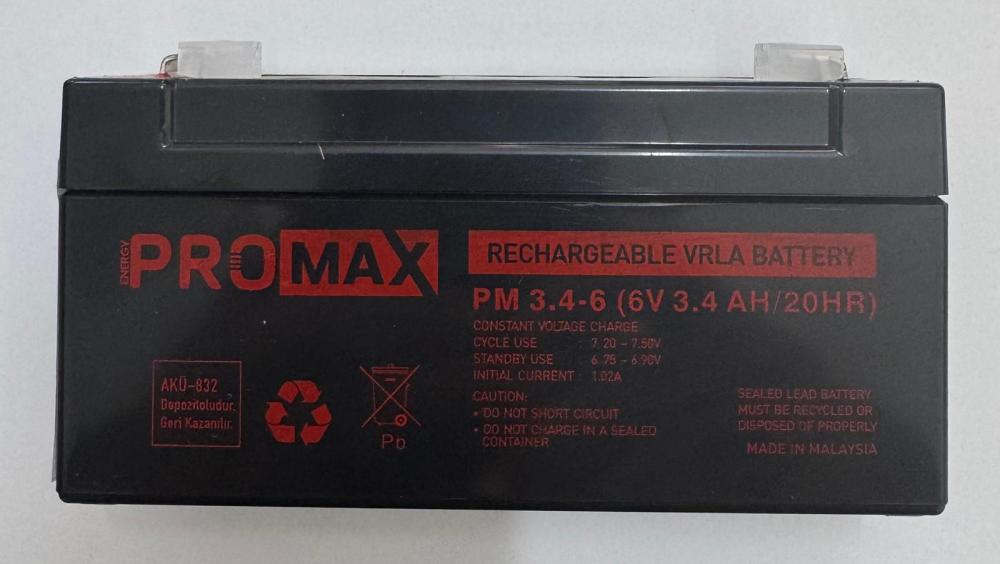 ENERGY PROMAX
RECHARGEABLE VRLA BATTERY
PM 3.4-6 (6V 3.4 AH/20HR)
CONSTANT VOLTAGE CHARGE
CYCLE USE : 7.20 - 7.50V
STANDBY USE : 6.75 - 6.90V
INITIAL CURRENT : 1.02A
CAUTION:
• DO NOT SHORT CIRCUIT
• DO NOT CHARGE IN A SEALED
CONTAINER
AKÜ-832
Depozitoludur.
Geri Kazanılır.
Pb
SEALED LEAD BATTERY
MUST BE RECYCLED OR
DISPOSED OF PROPERLY
MADE IN MALAYSIA